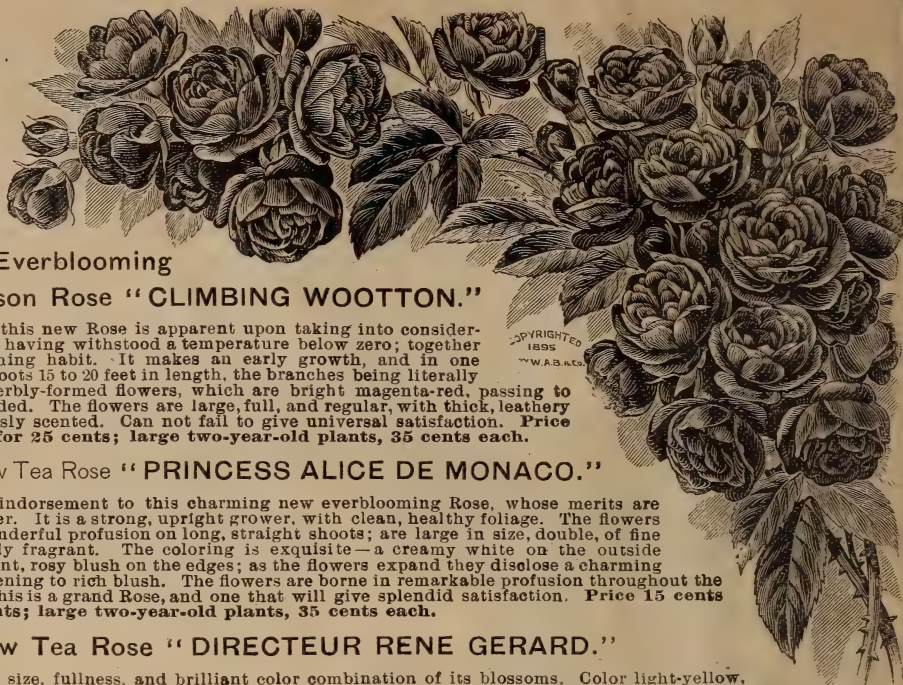 Everblooming
son Rose “CLIMBING WOOTTON.”
this new Rose is apparent upon taking into consider-
having withstood a temperature below zero; together
ning habit. It makes an early growth, and in one
oots 15 to 20 feet in length, the branches being literally
erbly-formed flowers, which are bright magenta-red, passing to
ded. The flowers are large, full, and regular, with thick, leathery
sly scented. Can not fail to give universal satisfaction. Price
for 25 cents; large two-year-old plants, 35 cents each.
COPYRIGHTED
1895
W.A.B.&Co.
w Tea Rose “PRINCESS ALICE DE MONACO.”
indorsement to this charming new everblooming Rose, whose merits are
er. It is a strong, upright grower, with clean, healthy foliage. The flowers
nderful profusion on long, straight shoots; are large in size, double, of fine
ly fragrant. The coloring is exquisite—a creamy white on the outside
nt, rosy blush on the edges; as the flowers expand they disclose a charming
ening to rich blush. The flowers are borne in remarkable profusion throughout the
his is a grand Rose, and one that will give splendid satisfaction. Price 15 cents
nts; large two-year-old plants, 35 cents each.
w Tea Rose “DIRECTEUR RENE GERARD.”
size, fullness, and brilliant color combination of its blossoms. Color light-yellow,